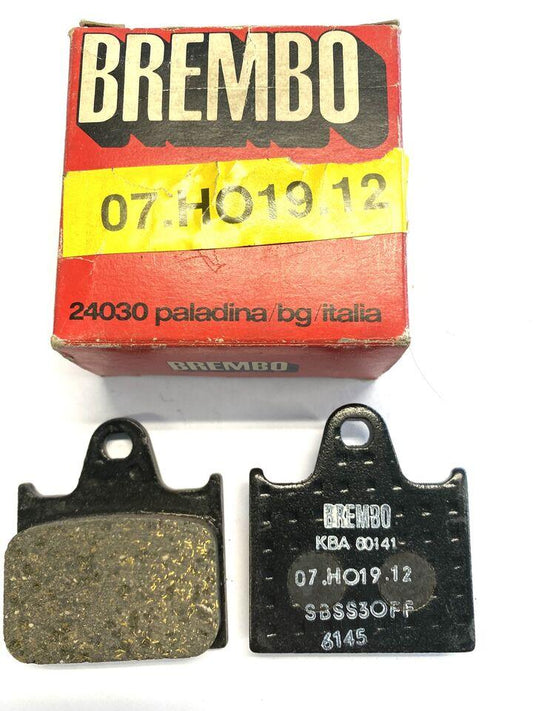 BREMBO
07.HO19.12
24030 paladina/bg/italia
BREMBO
BREMBO
KBA 60141
07.HO19.12
SBSS3OFF
6145